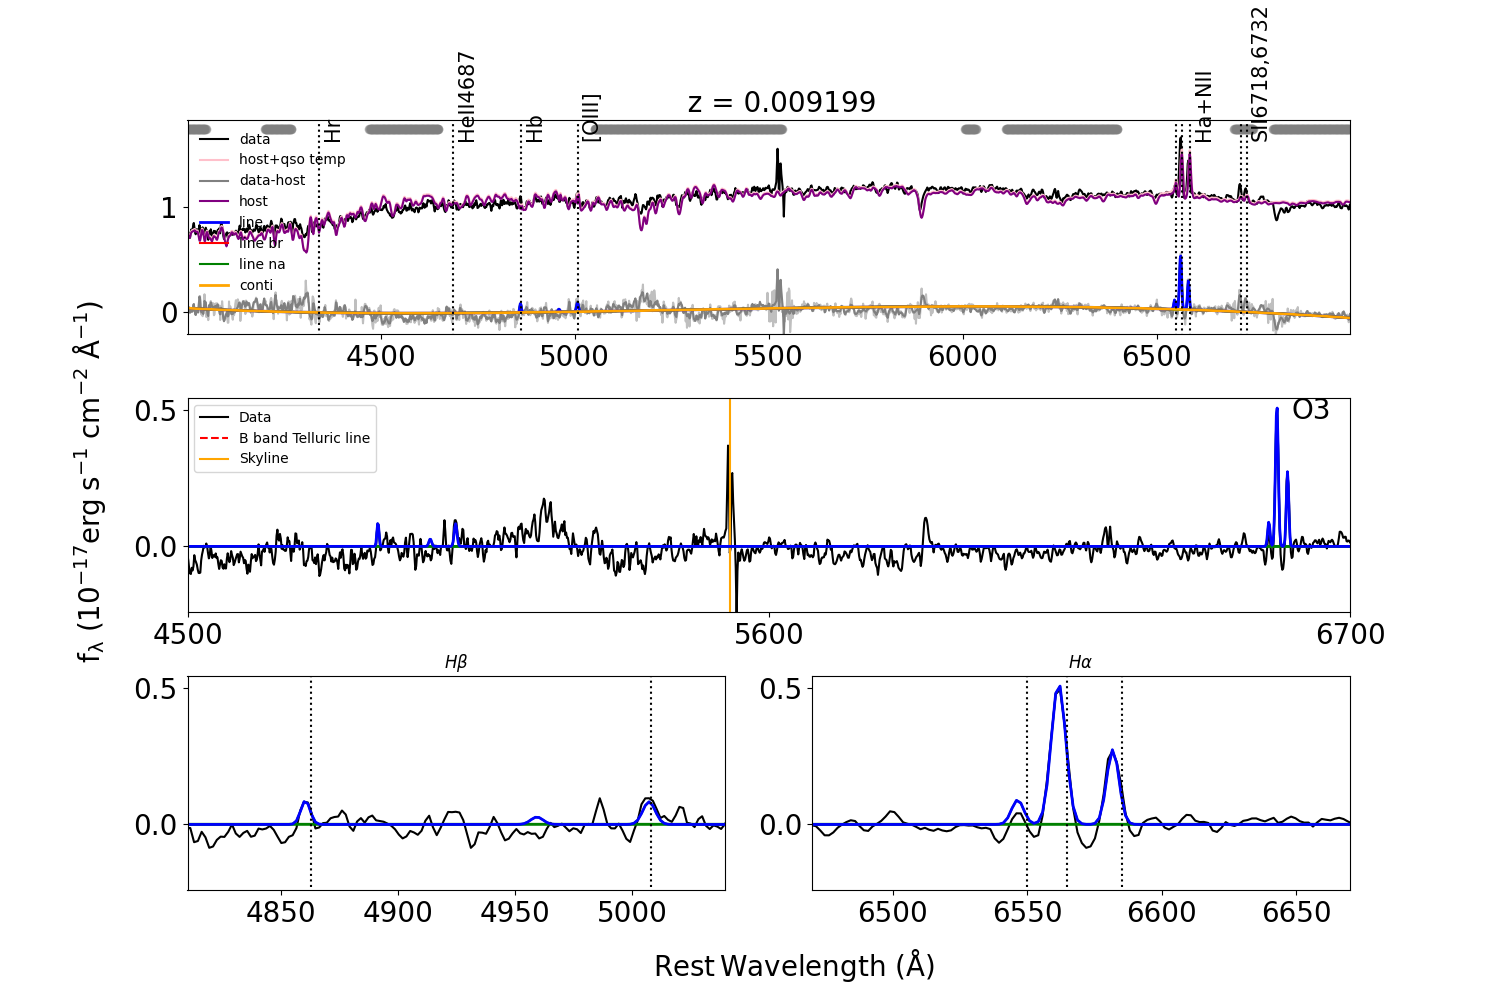 z = 0.009199
Hr
HeII4687
Hb
[OIII]
Ha+NII
SII6718,6732
data
host+qso temp
data-host
host
line
line br
line na
conti
1
0
4500 5000 5500 6000 6500
fλ (10⁻¹⁷erg s⁻¹ cm⁻² Å⁻¹)
0.5
0.0
Data
B band Telluric line
Skyline
O3
4500 5600 6700
Hβ
0.5
0.0
4850 4900 4950 5000
Hα
0.5
0.0
6500 6550 6600 6650
Rest Wavelength (Å)